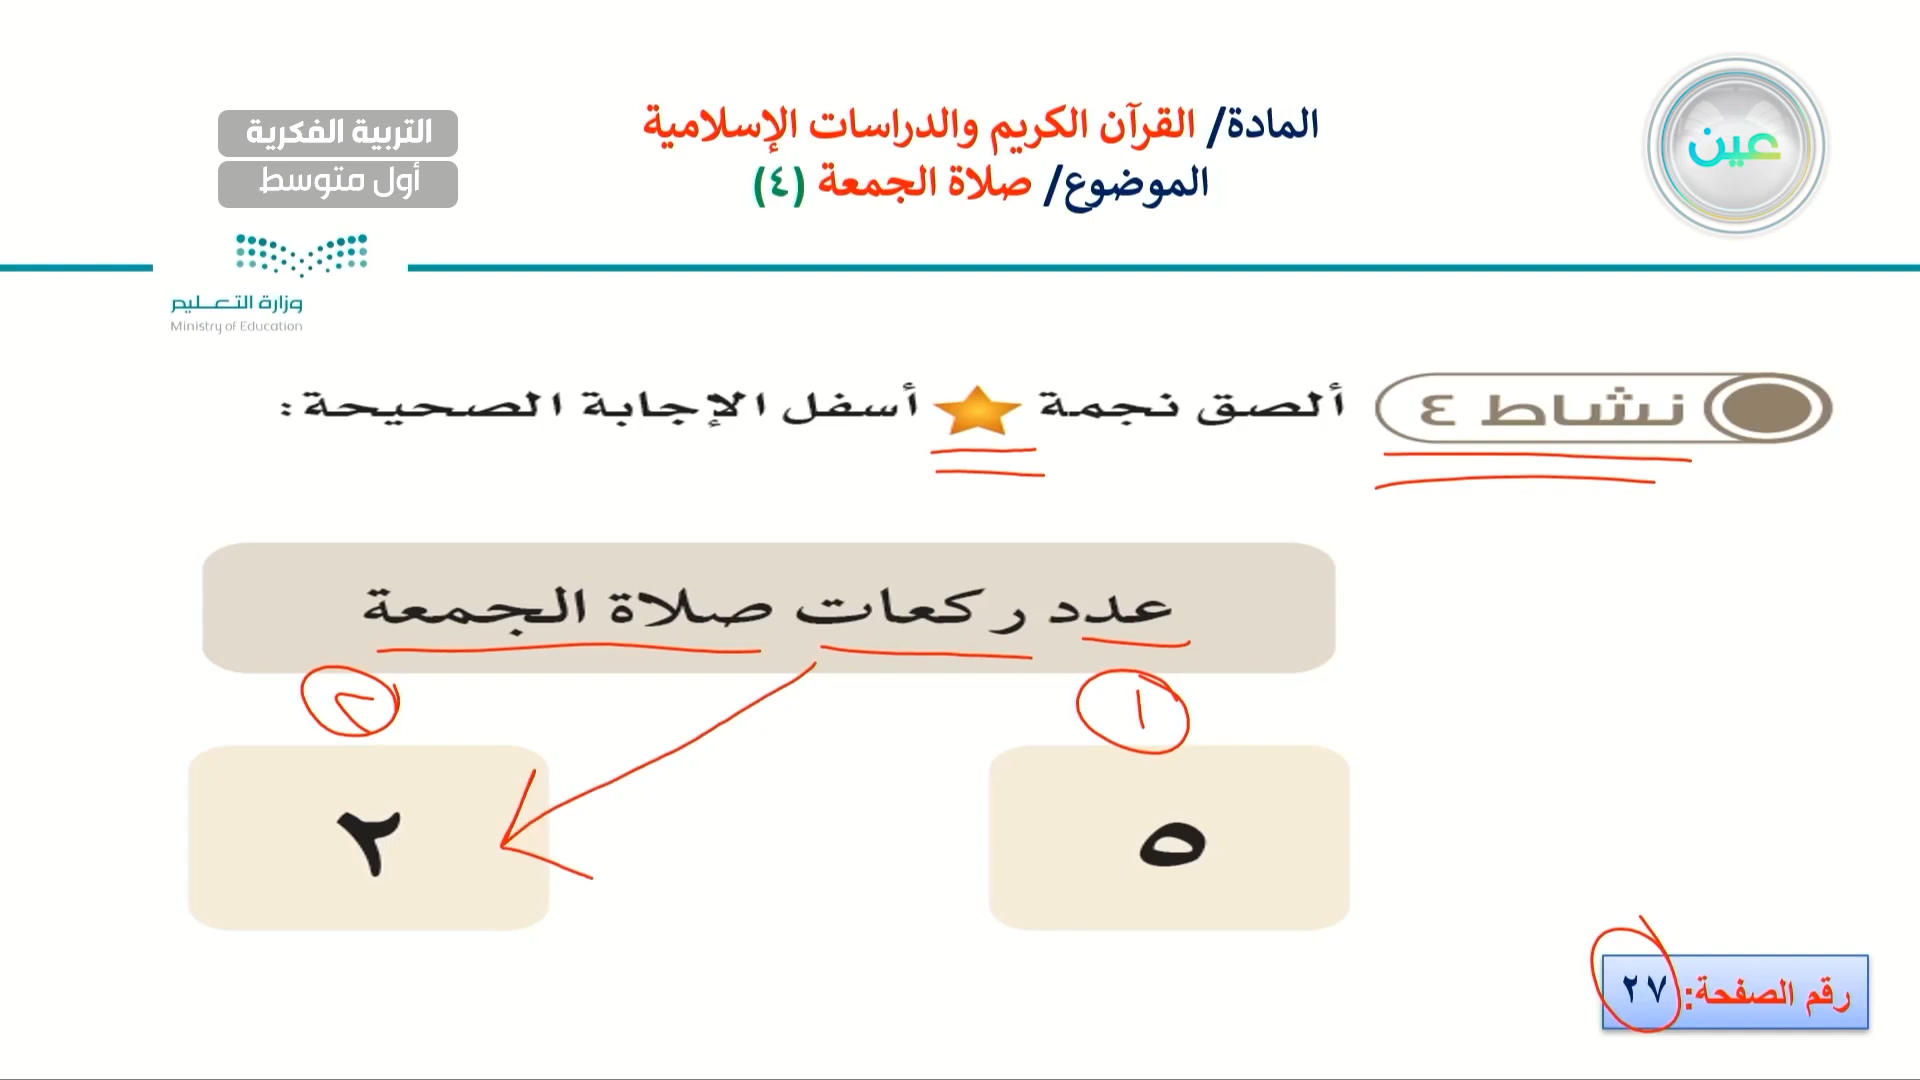 المادة/ القرآن الكريم والدراسات الإسلامية
الموضوع/ صلاة الجمعة (٤)
عين
التربية الفكرية
أول متوسط
وزارة التعليم
Ministry of Education
نشاط ٤
ألصق نجمة أسفل الإجابة الصحيحة:
عدد ركعات صلاة الجمعة
١
٢
٥
٢
رقم الصفحة: ٢٧